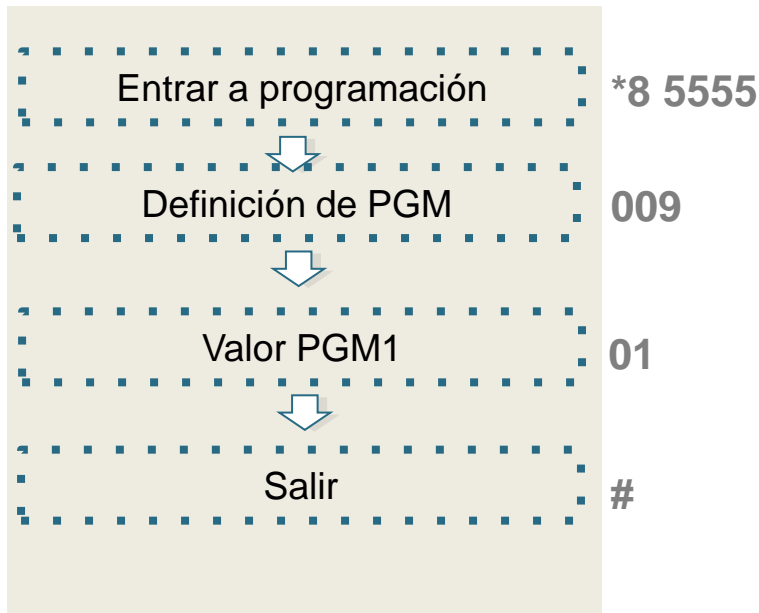 Entrar a programación *8 5555
Definición de PGM 009
Valor PGM1 01
Salir #